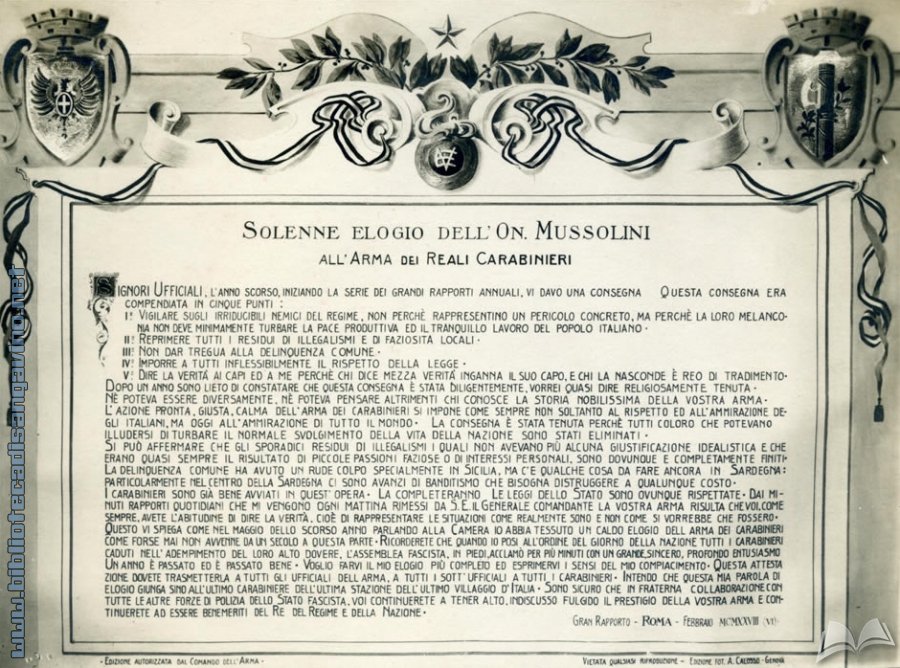 SOLENNE ELOGIO DELL'ON. MUSSOLINI
ALL'ARMA DEI REALI CARABINIERI
SIGNORI UFFICIALI, L'ANNO SCORSO, INIZIANDO LA SERIE DEI GRANDI RAPPORTI ANNUALI, VI DAVO UNA CONSEGNA QUESTA CONSEGNA ERA
COMPENDIATA IN CINQUE PUNTI :
I° VIGILARE SUGLI IRRIDUCIBILI NEMICI DEL REGIME, NON PERCHÈ RAPPRESENTINO UN PERICOLO CONCRETO, MA PERCHÈ LA LORO MELANCO-
NIA NON DEVE MINIMAMENTE TURBARE LA PACE PRODUTTIVA ED IL TRANQUILLO LAVORO DEL POPOLO ITALIANO •
II° REPRIMERE TUTTI I RESIDUI DI ILLEGALISMI E DI FAZIOSITÀ LOCALI •
III° NON DAR TREGUA ALLA DELINQUENZA COMUNE •
IV° IMPORRE A TUTTI INFLESSIBILMENTE IL RISPETTO DELLA LEGGE •
V° DIRE LA VERITÀ AI CAPI ED A ME PERCHÈ CHI DICE MEZZA VERITÀ INGANNA IL SUO CAPO, E CHI LA NASCONDE È REO DI TRADIMENTO•
DOPO UN ANNO SONO LIETO DI CONSTATARE CHE QUESTA CONSEGNA È STATA DILIGENTEMENTE, VORREI QUASI DIRE RELIGIOSAMENTE TENUTA•
NÈ POTEVA ESSERE DIVERSAMENTE, NÈ POTEVA PENSARE ALTRIMENTI CHI CONOSCE LA STORIA NOBILISSIMA DELLA VOSTRA ARMA•
L'AZIONE PRONTA, GIUSTA, CALMA DELL'ARMA DEI CARABINIERI SI IMPONE COME SEMPRE NON SOLTANTO AL RISPETTO ED ALL'AMMIRAZIONE DE-
GLI ITALIANI, MA OGGI ALL'AMMIRAZIONE DI TUTTO IL MONDO• LA CONSEGNA È STATA TENUTA PERCHÈ TUTTI COLORO CHE POTEVANO
ILLUDERSI DI TURBARE IL NORMALE SVOLGIMENTO DELLA VITA DELLA NAZIONE SONO STATI ELIMINATI •
SI PUÒ AFFERMARE CHE GLI SPORADICI RESIDUI DI ILLEGALISMI I QUALI NON AVEVANO PIÙ ALCUNA GIUSTIFICAZIONE IDEALISTICA E CHE
ERANO QUASI SEMPRE IL RISULTATO DI PICCOLE PASSIONI FAZIOSE O DI INTERESSI PERSONALI, SONO DOVUNQUE E COMPLETAMENTE FINITI•
LA DELINQUENZA COMUNE HA AVUTO UN RUDE COLPO SPECIALMENTE IN SICILIA, MA C'È QUALCHE COSA DA FARE ANCORA IN SARDEGNA:
PARTICOLARMENTE NEL CENTRO DELLA SARDEGNA CI SONO AVANZI DI BANDITISMO CHE BISOGNA DISTRUGGERE A QUALUNQUE COSTO•
I CARABINIERI SONO GIÀ BENE AVVIATI IN QUEST'OPERA• LA COMPLETERANNO LE LEGGI DELLO STATO SONO OVUNQUE RISPETTATE• DAI MI-
NUTI RAPPORTI QUOTIDIANI CHE MI VENGONO OGNI MATTINA RIMESSI DA S.E. IL GENERALE COMANDANTE LA VOSTRA ARMA RISULTA CHE VOI, COME
SEMPRE, AVETE L'ABITUDINE DI DIRE LA VERITÀ. CIOÈ DI RAPPRESENTARE LE SITUAZIONI COME REALMENTE SONO E NON COME SI VORREBBE CHE FOSSERO•
QUESTO VI SPIEGA COME NEL MAGGIO DELLO SCORSO ANNO PARLANDO ALLA CAMERA IO ABBIA TESSUTO UN CALDO ELOGIO DELL'ARMA DEI CARABINIERI
COME FORSE MAI NON AVVENNE DA UN SECOLO A QUESTA PARTE• RICORDERETE CHE QUANDO IO POSI ALL'ORDINE DEL GIORNO DELLA NAZIONE TUTTI I CARABINIERI
CADUTI NELL'ADEMPIMENTO DEL LORO ALTO DOVERE, L'ASSEMBLEA FASCISTA, IN PIEDI, ACCLAMÒ PER PIÙ MINUTI CON UN GRANDE, SINCERO, PROFONDO ENTUSIASMO
UN ANNO È PASSATO ED È PASSATO BENE• VOGLIO FARVI IL MIO ELOGIO PIÙ COMPLETO ED ESPRIMERVI I SENSI DEL MIO COMPIACIMENTO• QUESTA ATTESTA
ZIONE DOVETE TRASMETTERLA A TUTTI GLI UFFICIALI DELL'ARMA, A TUTTI I SOTT'UFFICIALI A TUTTI I CARABINIERI• INTENDO CHE QUESTA MIA PAROLA DI
ELOGIO GIUNGA SINO ALL'ULTIMO CARABINIERE DELL'ULTIMA STAZIONE DELL'ULTIMO VILLAGGIO D'ITALIA• SONO SICURO CHE IN FRATERNA COLLABORAZIONE CON
TUTTE LE ALTRE FORZE DI POLIZIA DELLO STATO FASCISTA, VOI CONTINUERETE A TENER ALTO, INDISCUSSO FULGIDO IL PRESTIGIO DELLA VOSTRA ARMA E CON-
TINUERETE AD ESSERE BENEMERITI DEL RE DEL REGIME E DELLA NAZIONE•
GRAN RAPPORTO - ROMA - FEBBRAIO MCMXXVIII (VI)
• EDIZIONE AUTORIZZATA DAL COMANDO DELL'ARMA •
VIETATA QUALSIASI RIPRODUZIONE - EDIZIONE FOT. A. CALOSSO - GENOVA
www.bibliotecadisangavino.net